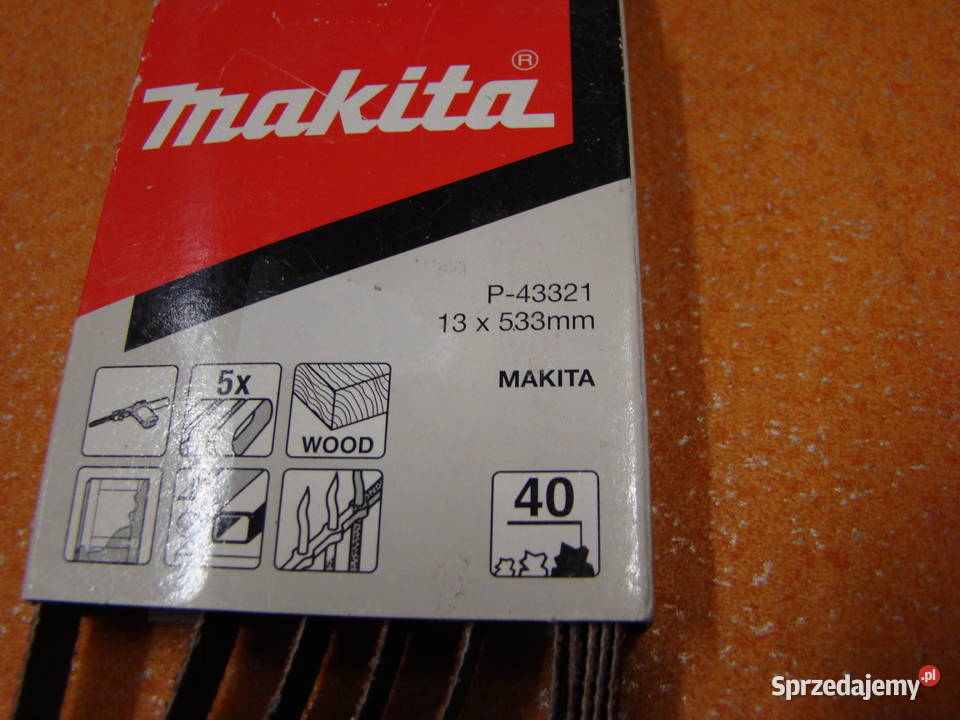 makita®
P-43321
13 x 533mm
MAKITA
5x
WOOD
40
Sprzedajemy.pl